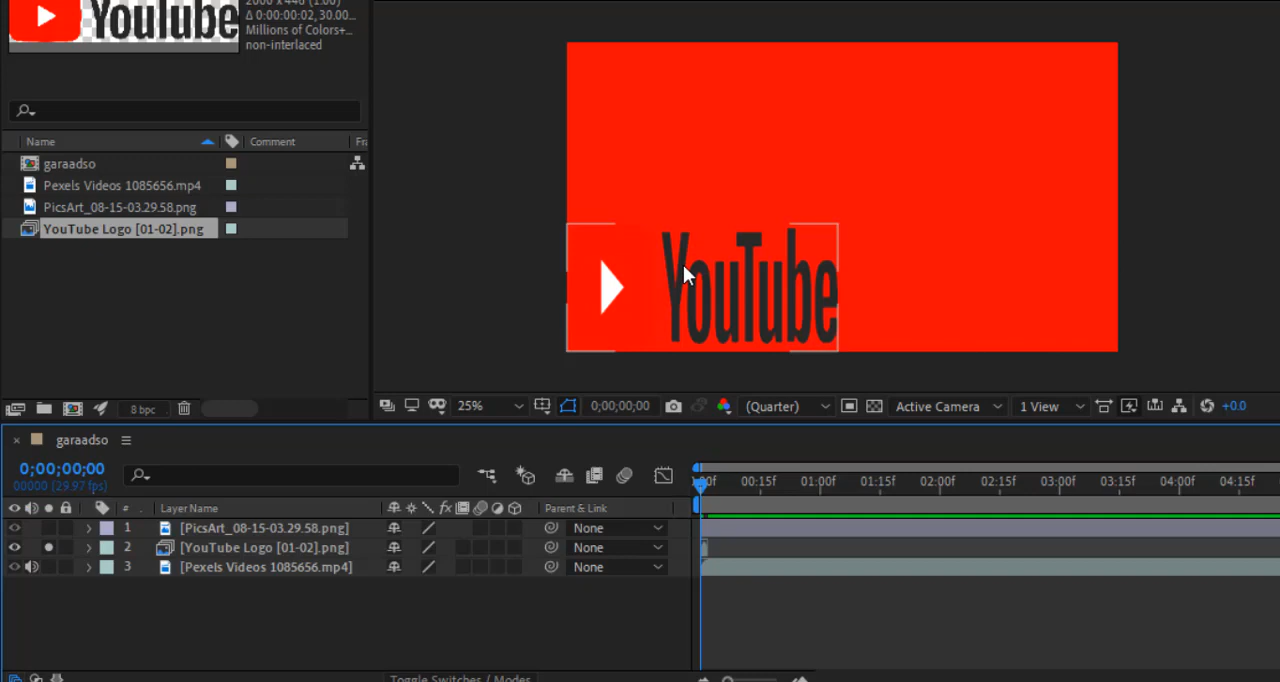 YouTube
2000 x 446 (1.00)
Δ 0:00:00:02, 30.00...
Millions of Colors+...
non-interlaced
Name
Comment
garaadso
Pexels Videos 1085656.mp4
PicsArt_08-15-03.29.58.png
YouTube Logo [01-02].png
YouTube
8 bpc
25%
0;00;00;00
(Quarter)
Active Camera
1 View
+0.0
garaadso
0;00;00;00
00000 (29.97 fps)
00:15f
01:00f
01:15f
02:00f
02:15f
03:00f
03:15f
04:00f
04:15f
#
Layer Name
fx
Parent & Link
1
[PicsArt_08-15-03.29.58.png]
None
2
[YouTube Logo [01-02].png]
None
3
[Pexels Videos 1085656.mp4]
None
Toggle Switches / Modes